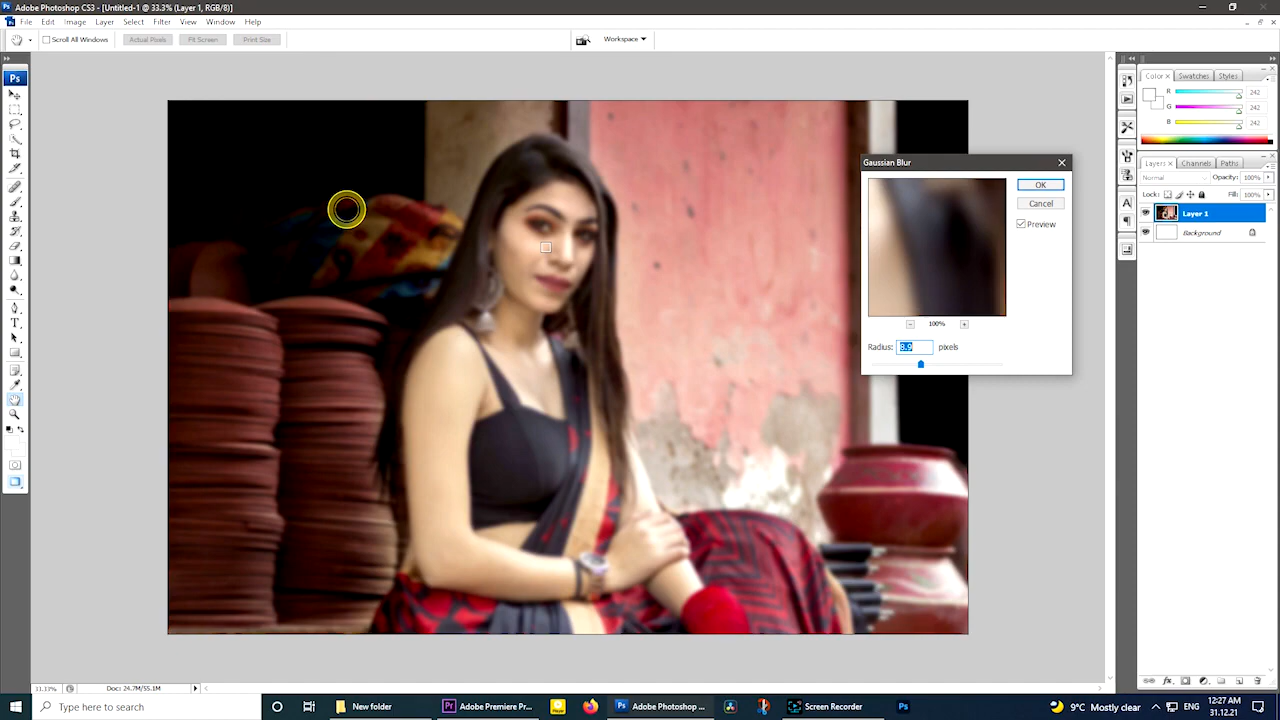 Adobe Photoshop CS3 - [Untitled-1 @ 33.3% (Layer 1, RGB/8)]
File Edit Image Layer Select Filter View Window Help
Scroll All Windows Actual Pixels Fit Screen Print Size Workspace
Ps
Color × Swatches Styles
R 242
G 242
B 242
Layers × Channels Paths
Normal Opacity: 100%
Lock: Fill: 100%
Layer 1
Background
Gaussian Blur
OK
Cancel
Preview
100%
Radius: 8.9 pixels
Doc: 24.7M/55.1M
Type here to search
New folder
Adobe Premiere Pr...
Adobe Photoshop ...
Screen Recorder
Ps
9°C Mostly clear
12:27 AM
31.12.21